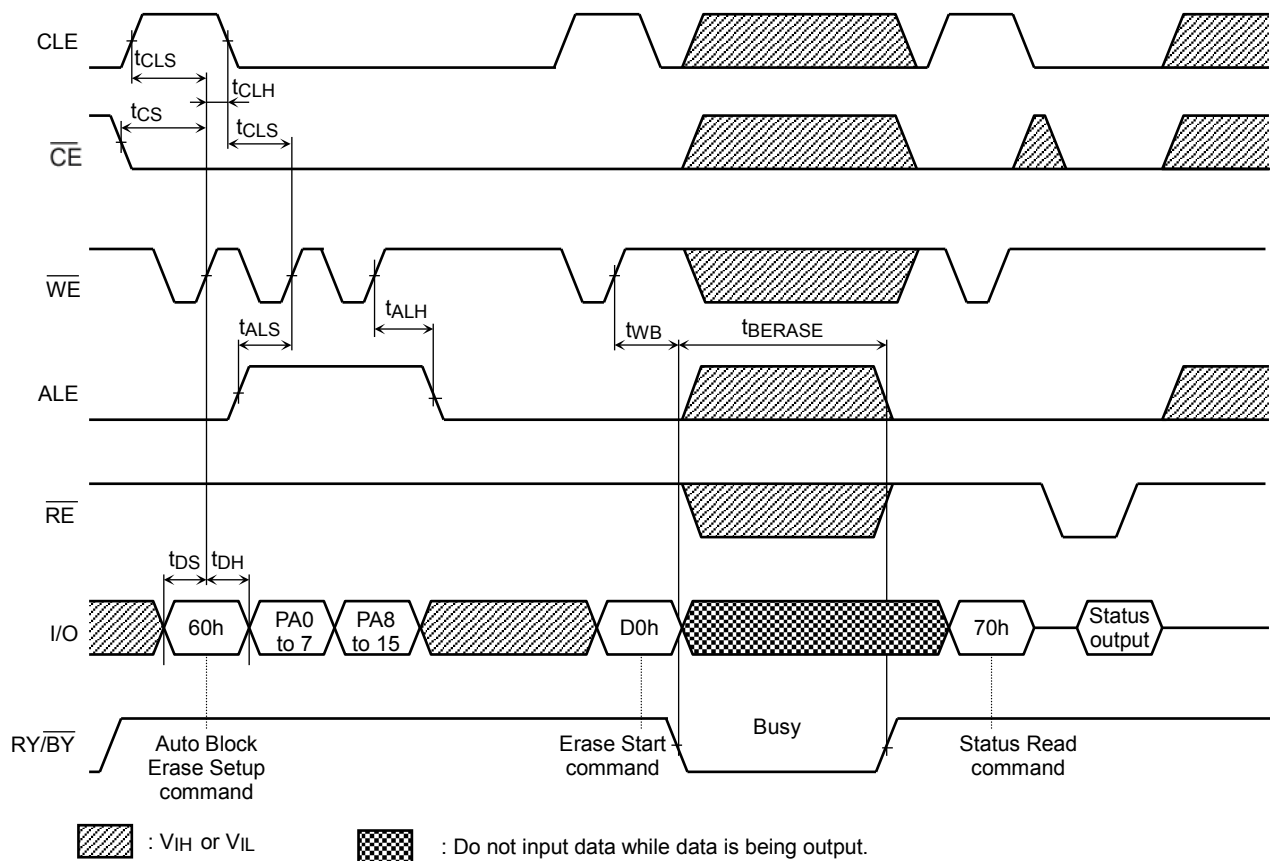 CLE
tCLS
tCLH
tCS
tCLS
CE
WE
tALS
tALH
tWB
tBERASE
ALE
RE
tDS
tDH
I/O
60h
PA0
to 7
PA8
to 15
D0h
70h
Status
output
RY/BY
Auto Block
Erase Setup
command
Erase Start
command
Busy
Status Read
command
: VIH or VIL
: Do not input data while data is being output.